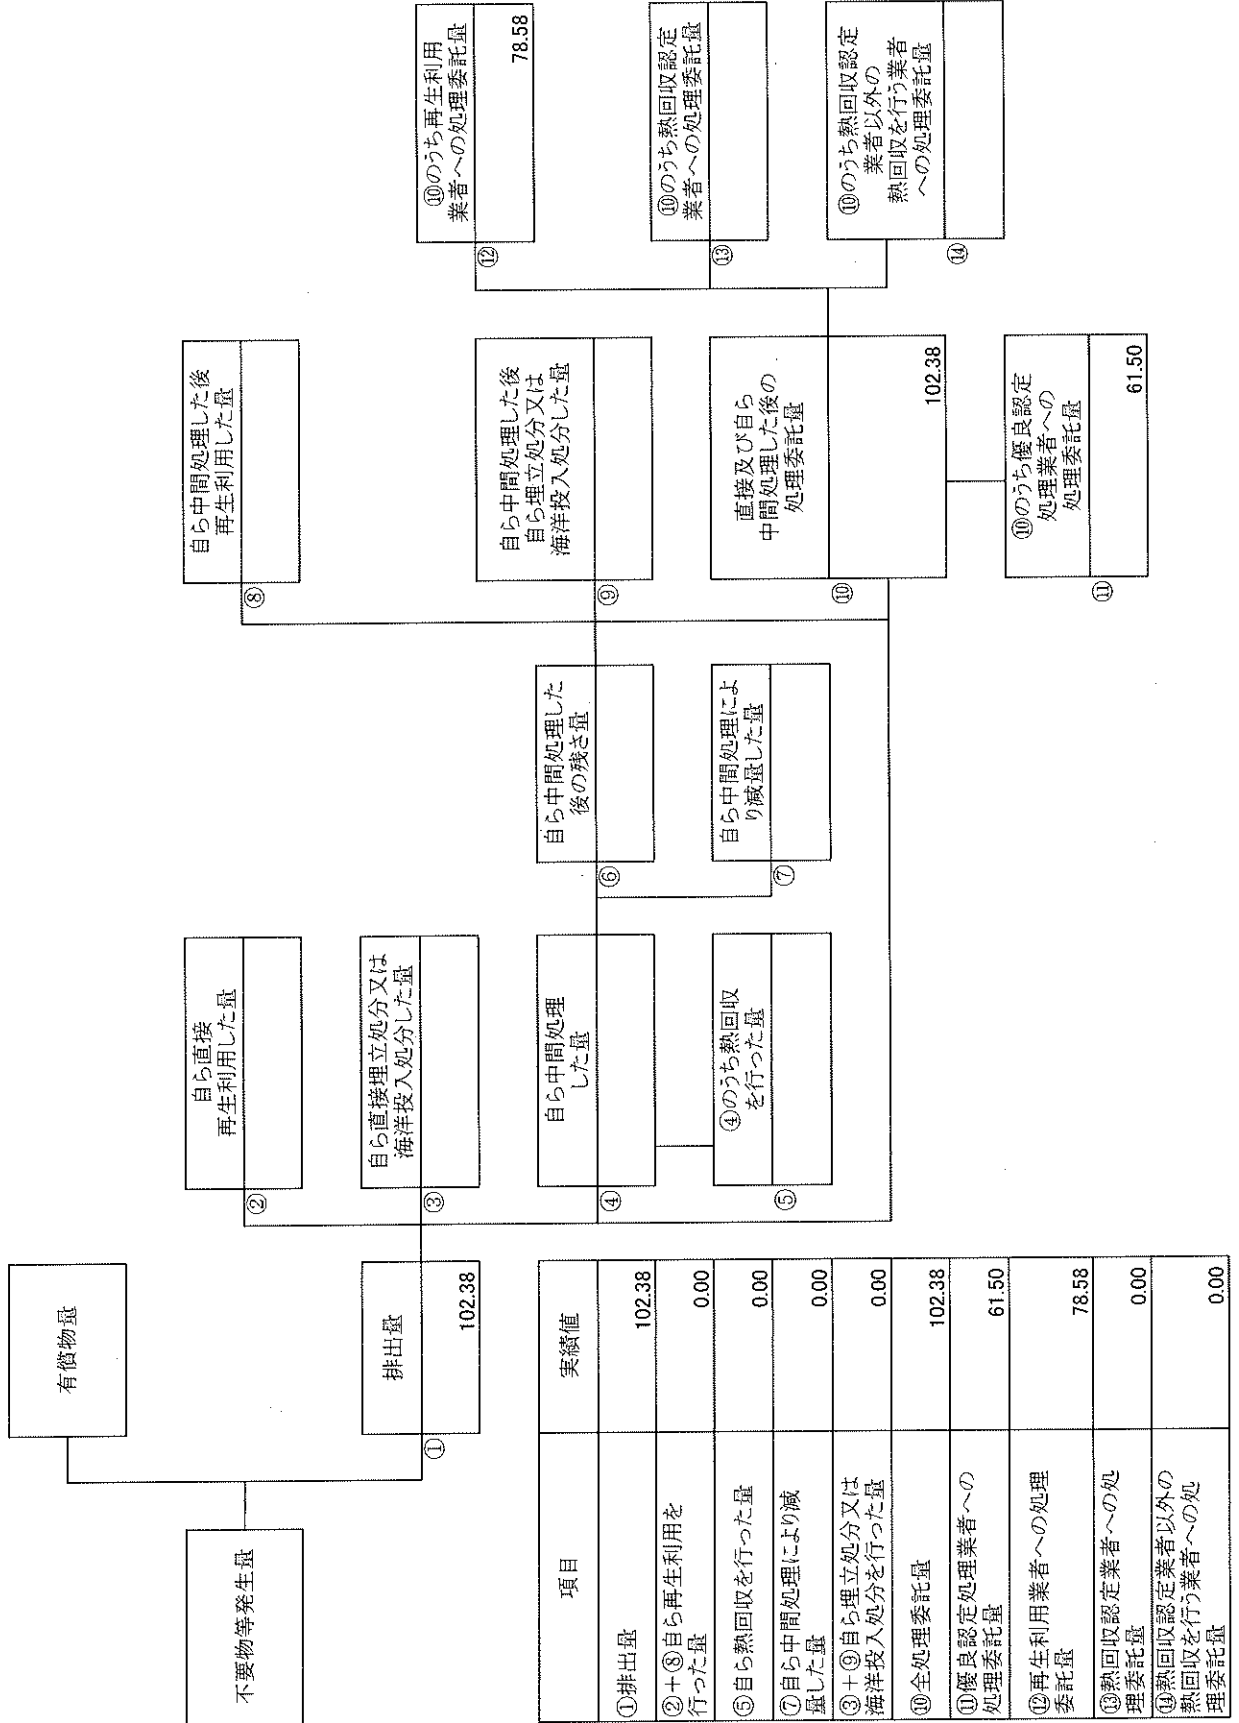 不要物等発生量
有償物量
①
排出量
102.38
②
自ら直接
再生利用した量
③
自ら直接埋立処分又は
海洋投入処分した量
④
自ら中間処理
した量
⑤
④のうち熱回収
を行った量
⑥
自ら中間処理した
後の残さ量
⑦
自ら中間処理によ
り減量した量
⑧
自ら中間処理した後
再生利用した量
⑨
自ら中間処理した後
自ら埋立処分又は
海洋投入処分した量
⑩
直接及び自ら
中間処理した後の
処理委託量
102.38
⑪
⑩のうち優良認定
処理業者への
処理委託量
61.50
⑫
⑩のうち再生利用
業者への処理委託量
78.58
⑬
⑩のうち熱回収認定
業者への処理委託量
⑭
⑩のうち熱回収認定
業者以外の
熱回収を行う業者
への処理委託量
項目 実績値
①排出量 102.38
②+⑧自ら再生利用を
行った量 0.00
⑤自ら熱回収を行った量 0.00
⑦自ら中間処理により減
量した量 0.00
③+⑨自ら埋立処分又は
海洋投入処分を行った量 0.00
⑩全処理委託量 102.38
⑪優良認定処理業者への
処理委託量 61.50
⑫再生利用業者への処理
委託量 78.58
⑬熱回収認定業者への処
理委託量 0.00
⑭熱回収認定業者以外の
熱回収を行う業者への処
理委託量 0.00